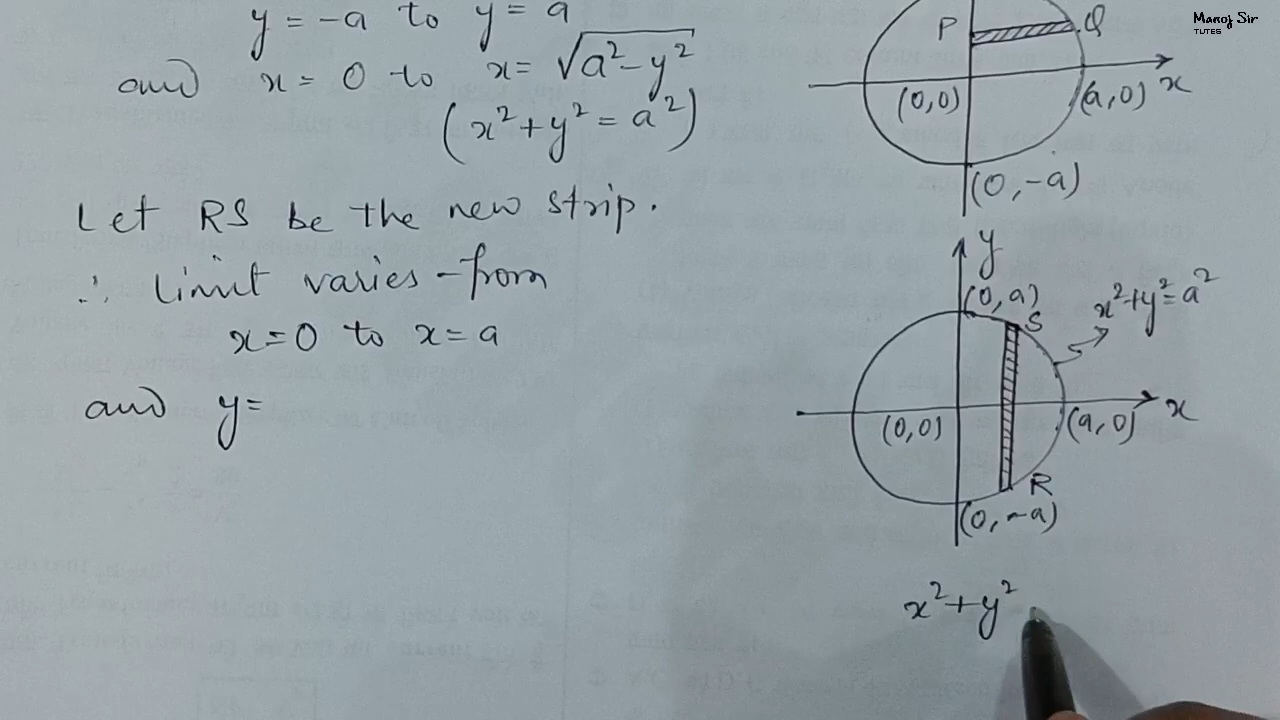 y = -a to y = a
and x = 0 to x = √a²-y²
(x²+y² = a²)
Let RS be the new strip.
∴ limit varies from
x = 0 to x = a
and y =
Manoj Sir
TUTES
P Q
(0,0) (a,0) x
(0,-a)
y
(0,a) S x²+y²=a²
(0,0) (a,0) x
R
(0,-a)
x²+y²